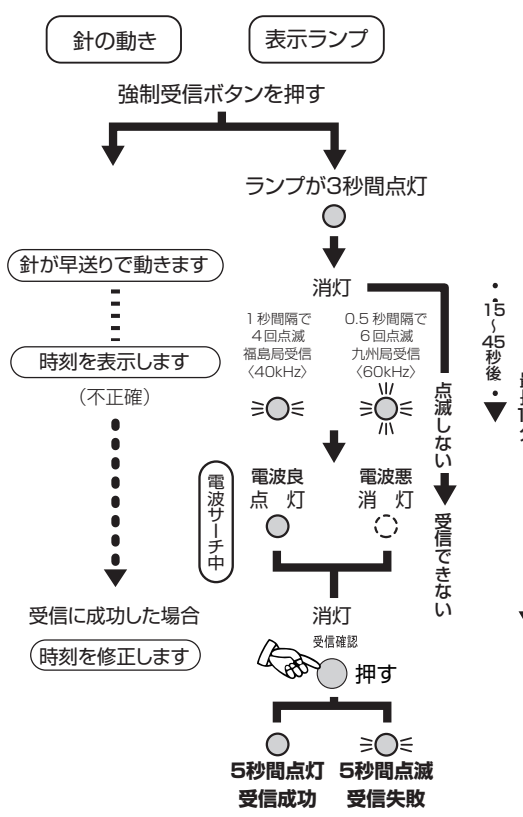 針の動き
表示ランプ
強制受信ボタンを押す
ランプが3秒間点灯
針が早送りで動きます
消灯
1秒間隔で
4回点滅
福島局受信
〈40kHz〉
0.5秒間隔で
6回点滅
九州局受信
〈60kHz〉
15~45秒後
時刻を表示します
(不正確)
点滅しない
受信できない
電波サーチ中
電波良
点 灯
電波悪
消 灯
受信に成功した場合
時刻を修正します
消灯
受信確認
押す
5秒間点灯
受信成功
5秒間点滅
受信失敗